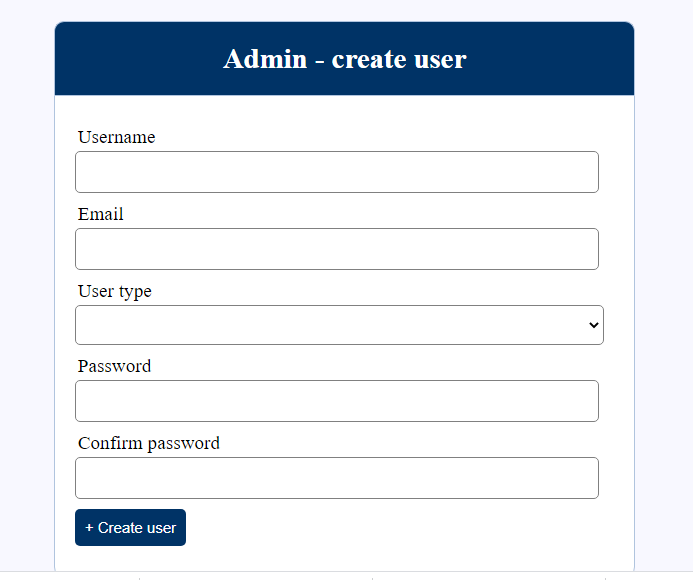 Admin - create user
Username
Email
User type
Password
Confirm password
+ Create user